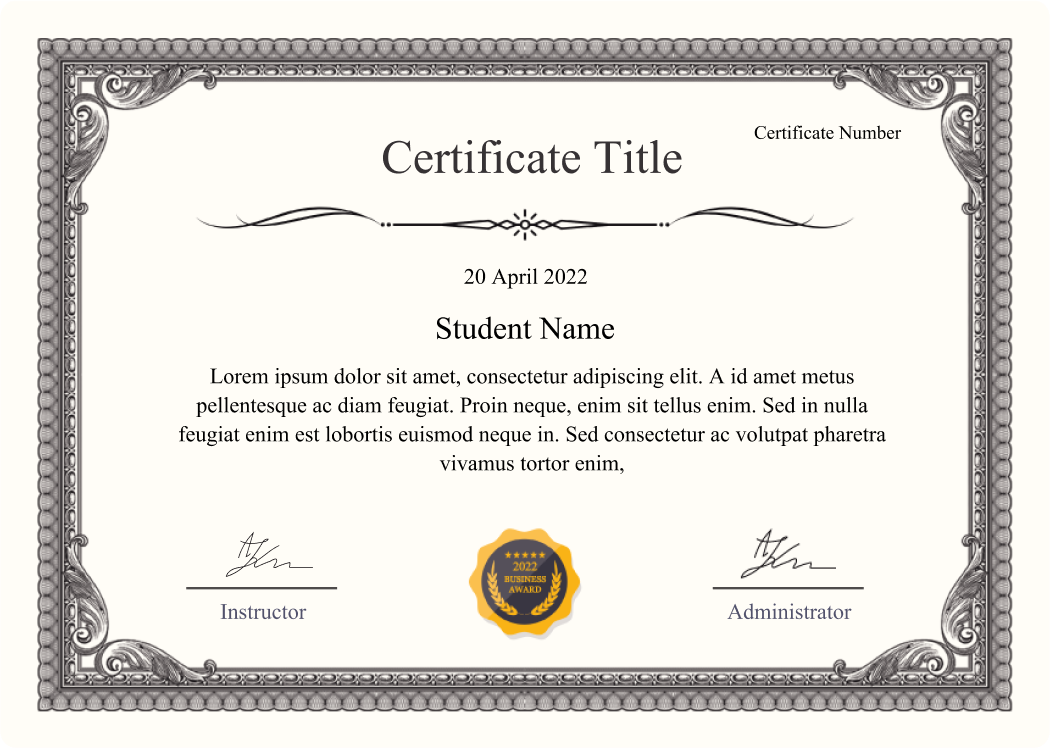 Certificate Number
Certificate Title
20 April 2022
Student Name
Lorem ipsum dolor sit amet, consectetur adipiscing elit. A id amet metus
pellentesque ac diam feugiat. Proin neque, enim sit tellus enim. Sed in nulla
feugiat enim est lobortis euismod neque in. Sed consectetur ac volutpat pharetra
vivamus tortor enim,
2022
BUSINESS
AWARD
Instructor
Administrator